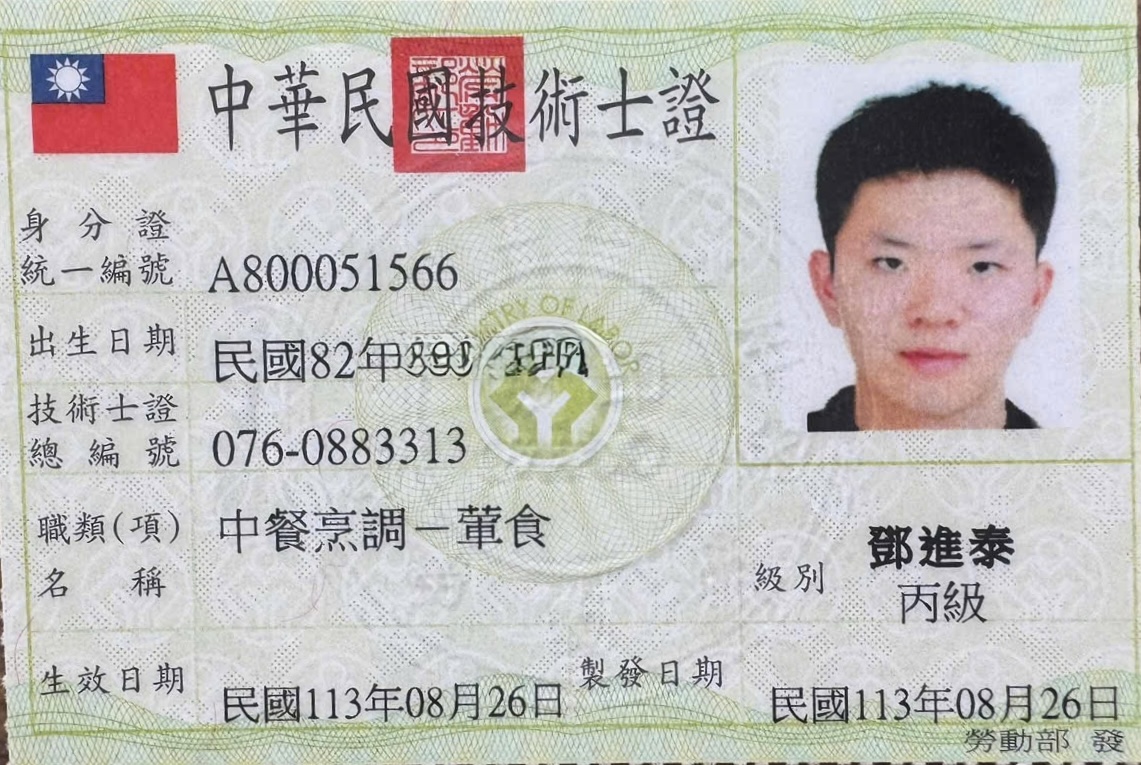 中華民國技術士證
身分證
統一編號 A800051566
出生日期 民國82年
技術士證
總編號 076-0883313
職類(項)
名稱 中餐烹調－葷食
鄧進泰
級別 丙級
生效日期 民國113年08月26日
製發日期 民國113年08月26日
勞動部 發
MINISTRY OF LABOR